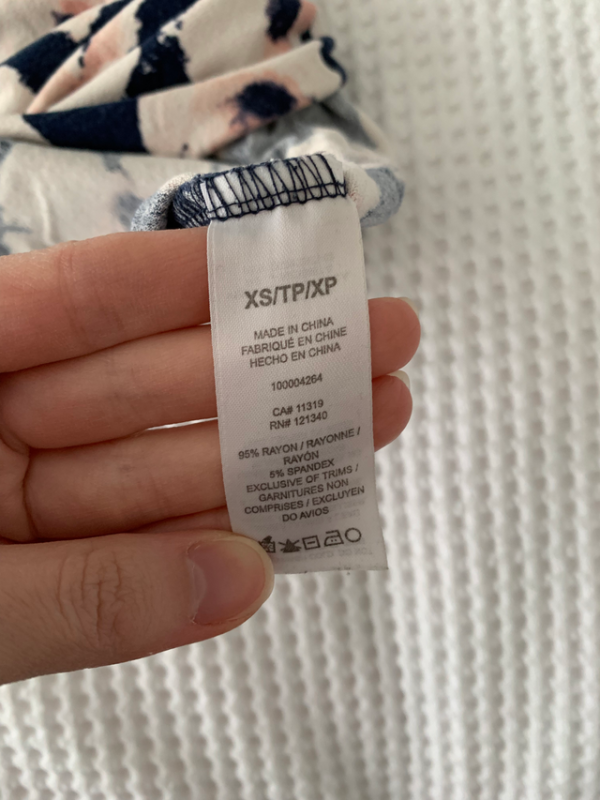 XS/TP/XP
MADE IN CHINA
FABRIQUÉ EN CHINE
HECHO EN CHINA
100004264
CA# 11319
RN# 121340
95% RAYON / RAYONNE /
RAYÓN
5% SPANDEX
EXCLUSIVE OF TRIMS /
GARNITURES NON
COMPRISES / EXCLUYEN
DO AVIOS